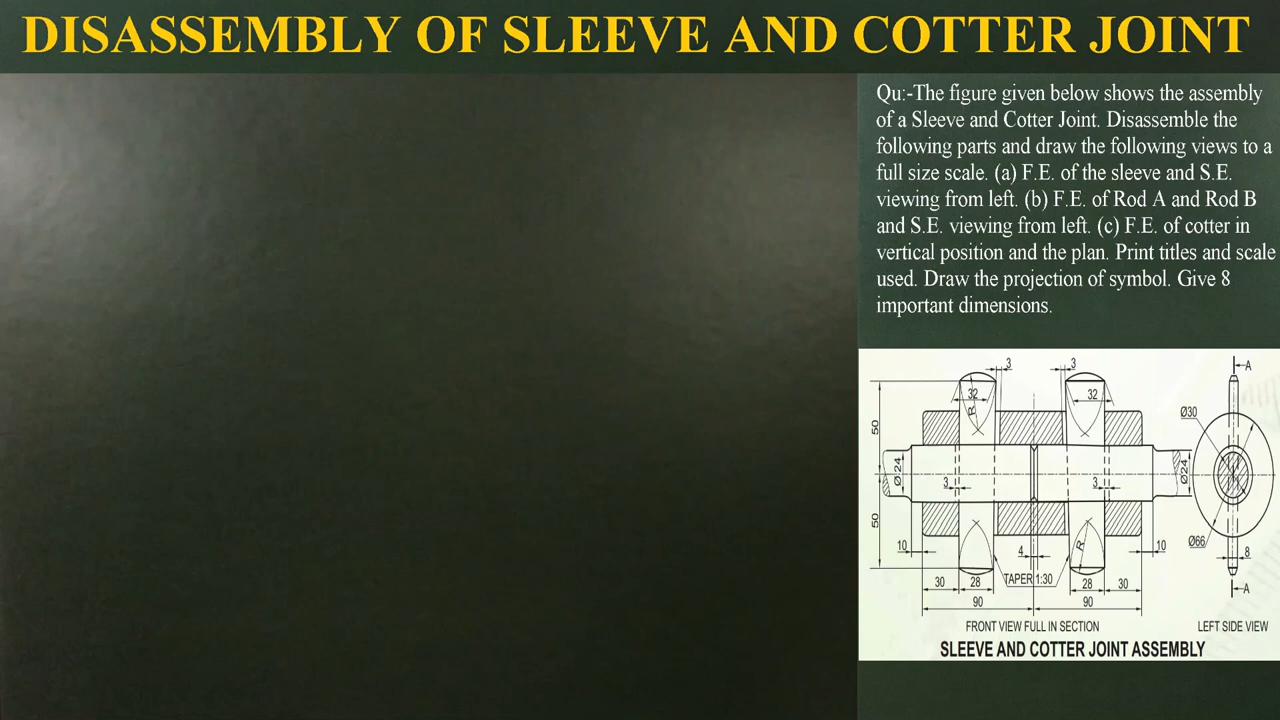 DISASSEMBLY OF SLEEVE AND COTTER JOINT
Qu:-The figure given below shows the assembly
of a Sleeve and Cotter Joint. Disassemble the
following parts and draw the following views to a
full size scale. (a) F.E. of the sleeve and S.E.
viewing from left. (b) F.E. of Rod A and Rod B
and S.E. viewing from left. (c) F.E. of cotter in
vertical position and the plan. Print titles and scale
used. Draw the projection of symbol. Give 8
important dimensions.
3 3
A
32 32
R
Ø30
50
Ø24
3 3
Ø24
50
10
4
R
10
Ø66
8
TAPER 1:30
30 28 28 30
A
90 90
FRONT VIEW FULL IN SECTION
LEFT SIDE VIEW
SLEEVE AND COTTER JOINT ASSEMBLY